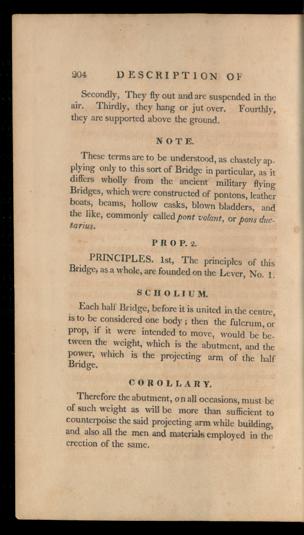 204 DESCRIPTION OF
Secondly, They fly out and are suspended in the
air. Thirdly, they hang or jut over. Fourthly,
they are supported above the ground.
NOTE.
These terms are to be understood, as chastely ap-
plying only to this sort of Bridge in particular, as it
differs wholly from the ancient military flying
Bridges, which were constructed of pontons, leather
boats, beams, hollow casks, blown bladders, and
the like, commonly called pont volant, or pons duc-
tarius.
PROP. 2.
PRINCIPLES. 1st, The principles of this
Bridge, as a whole, are founded on the Lever, No. 1.
SCHOLIUM.
Each half Bridge, before it is united in the centre,
is to be considered one body; then the fulcrum, or
prop, if it were intended to move, would be be-
tween the weight, which is the abutment, and the
power, which is the projecting arm of the half
Bridge.
COROLLARY.
Therefore the abutment, on all occasions, must be
of such weight as will be more than sufficient to
counterpoise the said projecting arm while building,
and also all the men and materials employed in the
erection of the same.